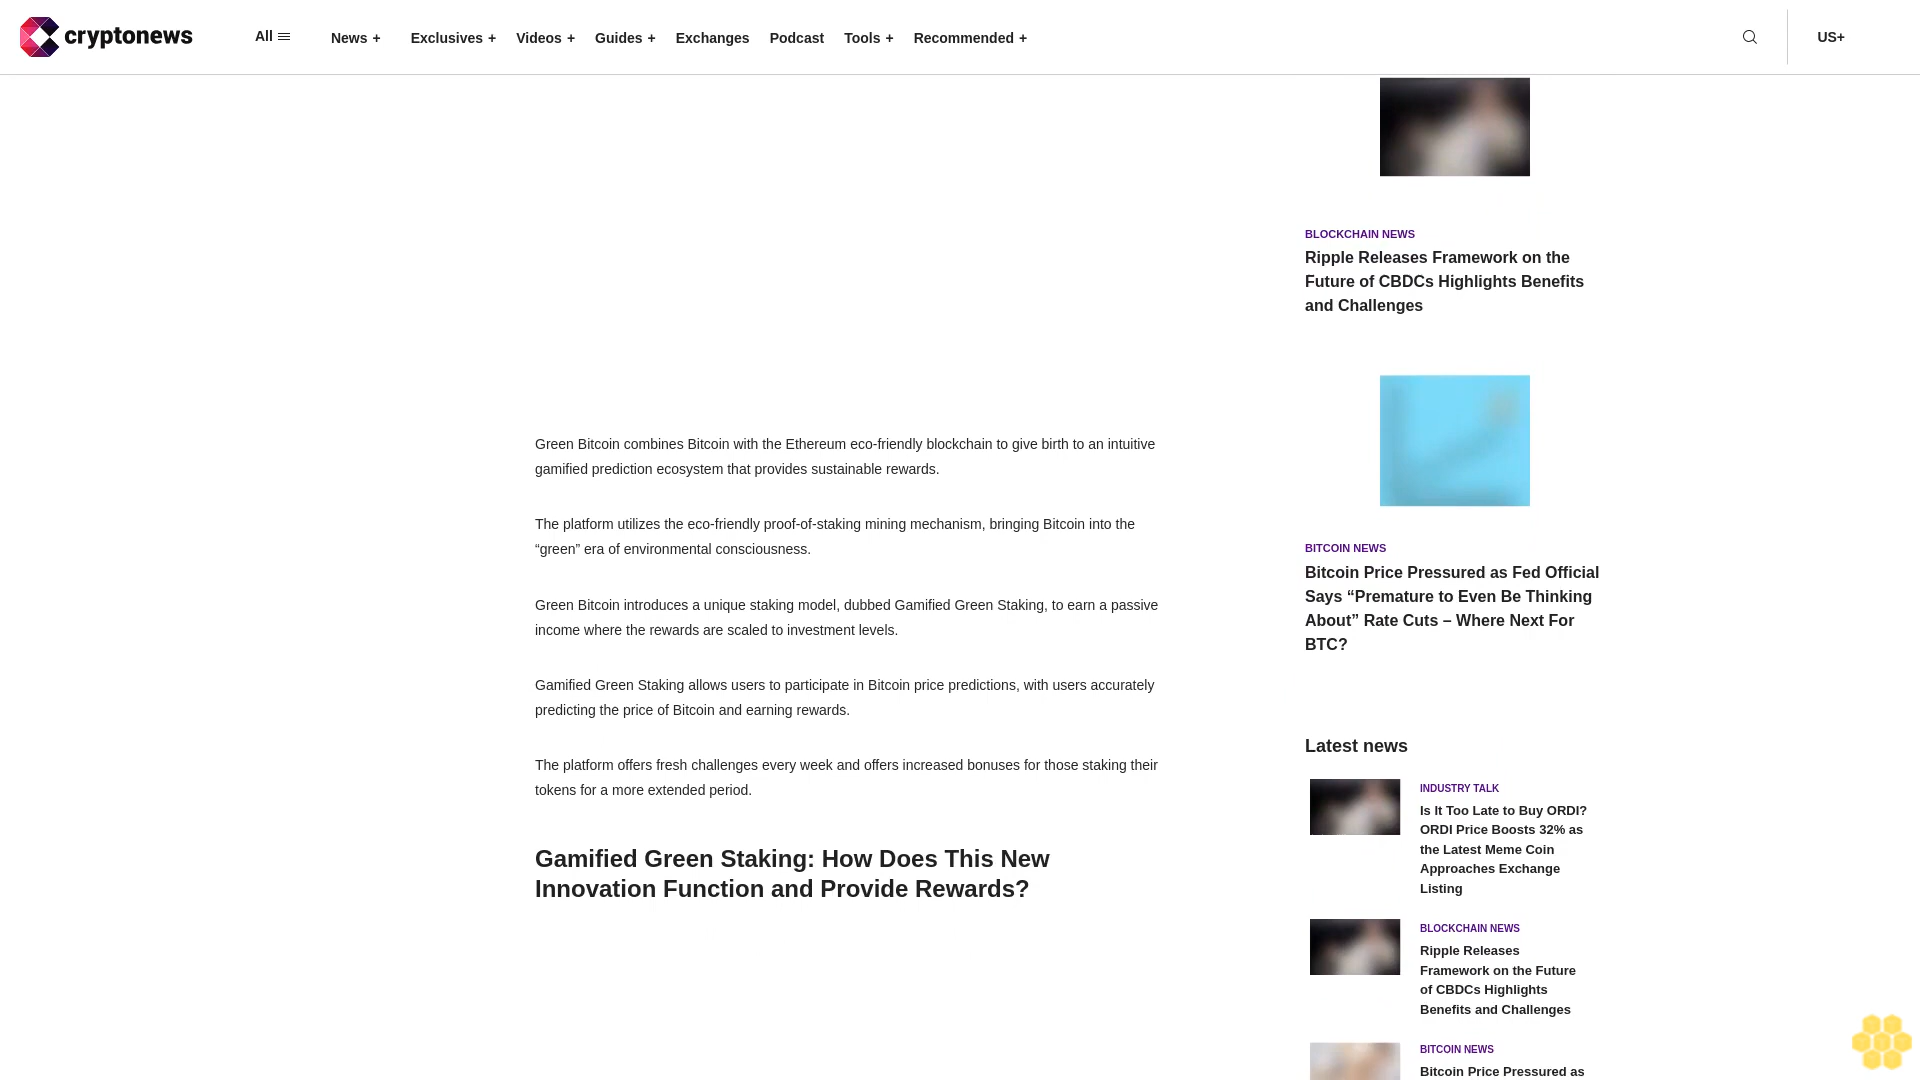 cryptonews
All
News +
Exclusives +
Videos +
Guides +
Exchanges
Podcast
Tools +
Recommended +
US+
Green Bitcoin combines Bitcoin with the Ethereum eco-friendly blockchain to give birth to an intuitive
gamified prediction ecosystem that provides sustainable rewards.
The platform utilizes the eco-friendly proof-of-staking mining mechanism, bringing Bitcoin into the
“green” era of environmental consciousness.
Green Bitcoin introduces a unique staking model, dubbed Gamified Green Staking, to earn a passive
income where the rewards are scaled to investment levels.
Gamified Green Staking allows users to participate in Bitcoin price predictions, with users accurately
predicting the price of Bitcoin and earning rewards.
The platform offers fresh challenges every week and offers increased bonuses for those staking their
tokens for a more extended period.
Gamified Green Staking: How Does This New
Innovation Function and Provide Rewards?
BLOCKCHAIN NEWS
Ripple Releases Framework on the
Future of CBDCs Highlights Benefits
and Challenges
BITCOIN NEWS
Bitcoin Price Pressured as Fed Official
Says “Premature to Even Be Thinking
About” Rate Cuts – Where Next For
BTC?
Latest news
INDUSTRY TALK
Is It Too Late to Buy ORDI?
ORDI Price Boosts 32% as
the Latest Meme Coin
Approaches Exchange
Listing
BLOCKCHAIN NEWS
Ripple Releases
Framework on the Future
of CBDCs Highlights
Benefits and Challenges
BITCOIN NEWS
Bitcoin Price Pressured as